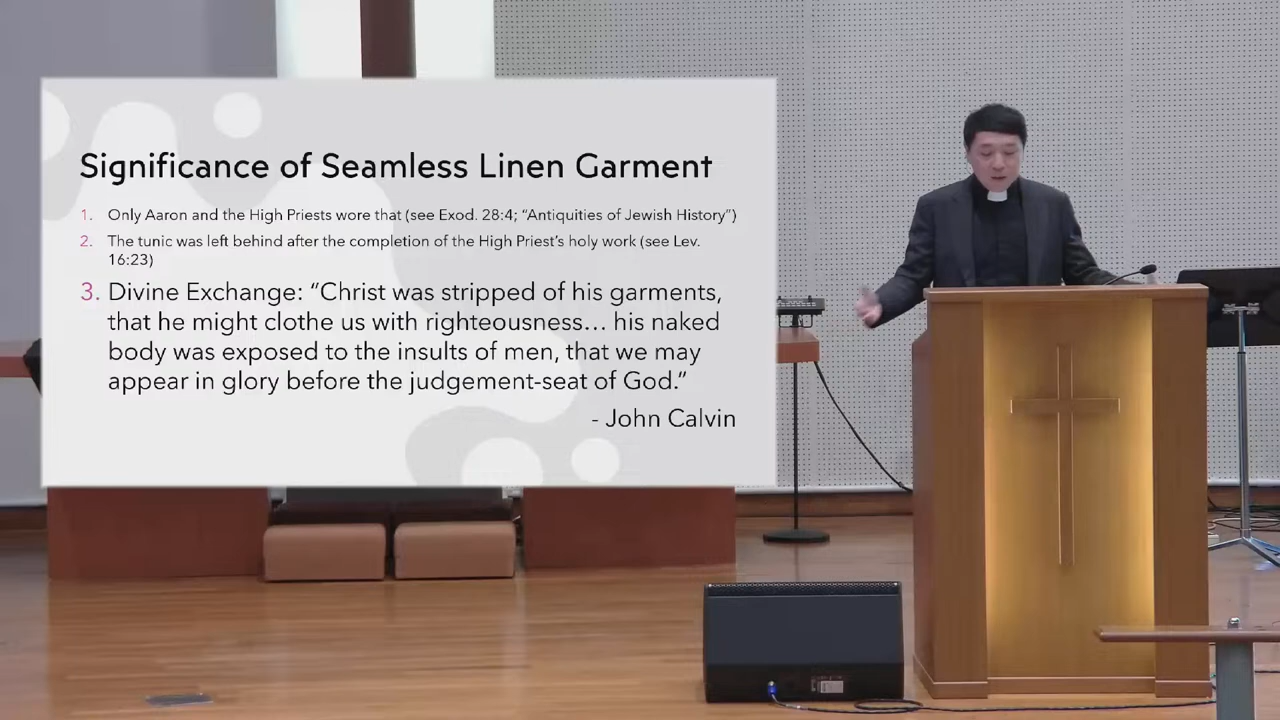 Significance of Seamless Linen Garment
1. Only Aaron and the High Priests wore that (see Exod. 28:4; “Antiquities of Jewish History”)
2. The tunic was left behind after the completion of the High Priest’s holy work (see Lev.
16:23)
3. Divine Exchange: “Christ was stripped of his garments,
that he might clothe us with righteousness… his naked
body was exposed to the insults of men, that we may
appear in glory before the judgement-seat of God.”
- John Calvin